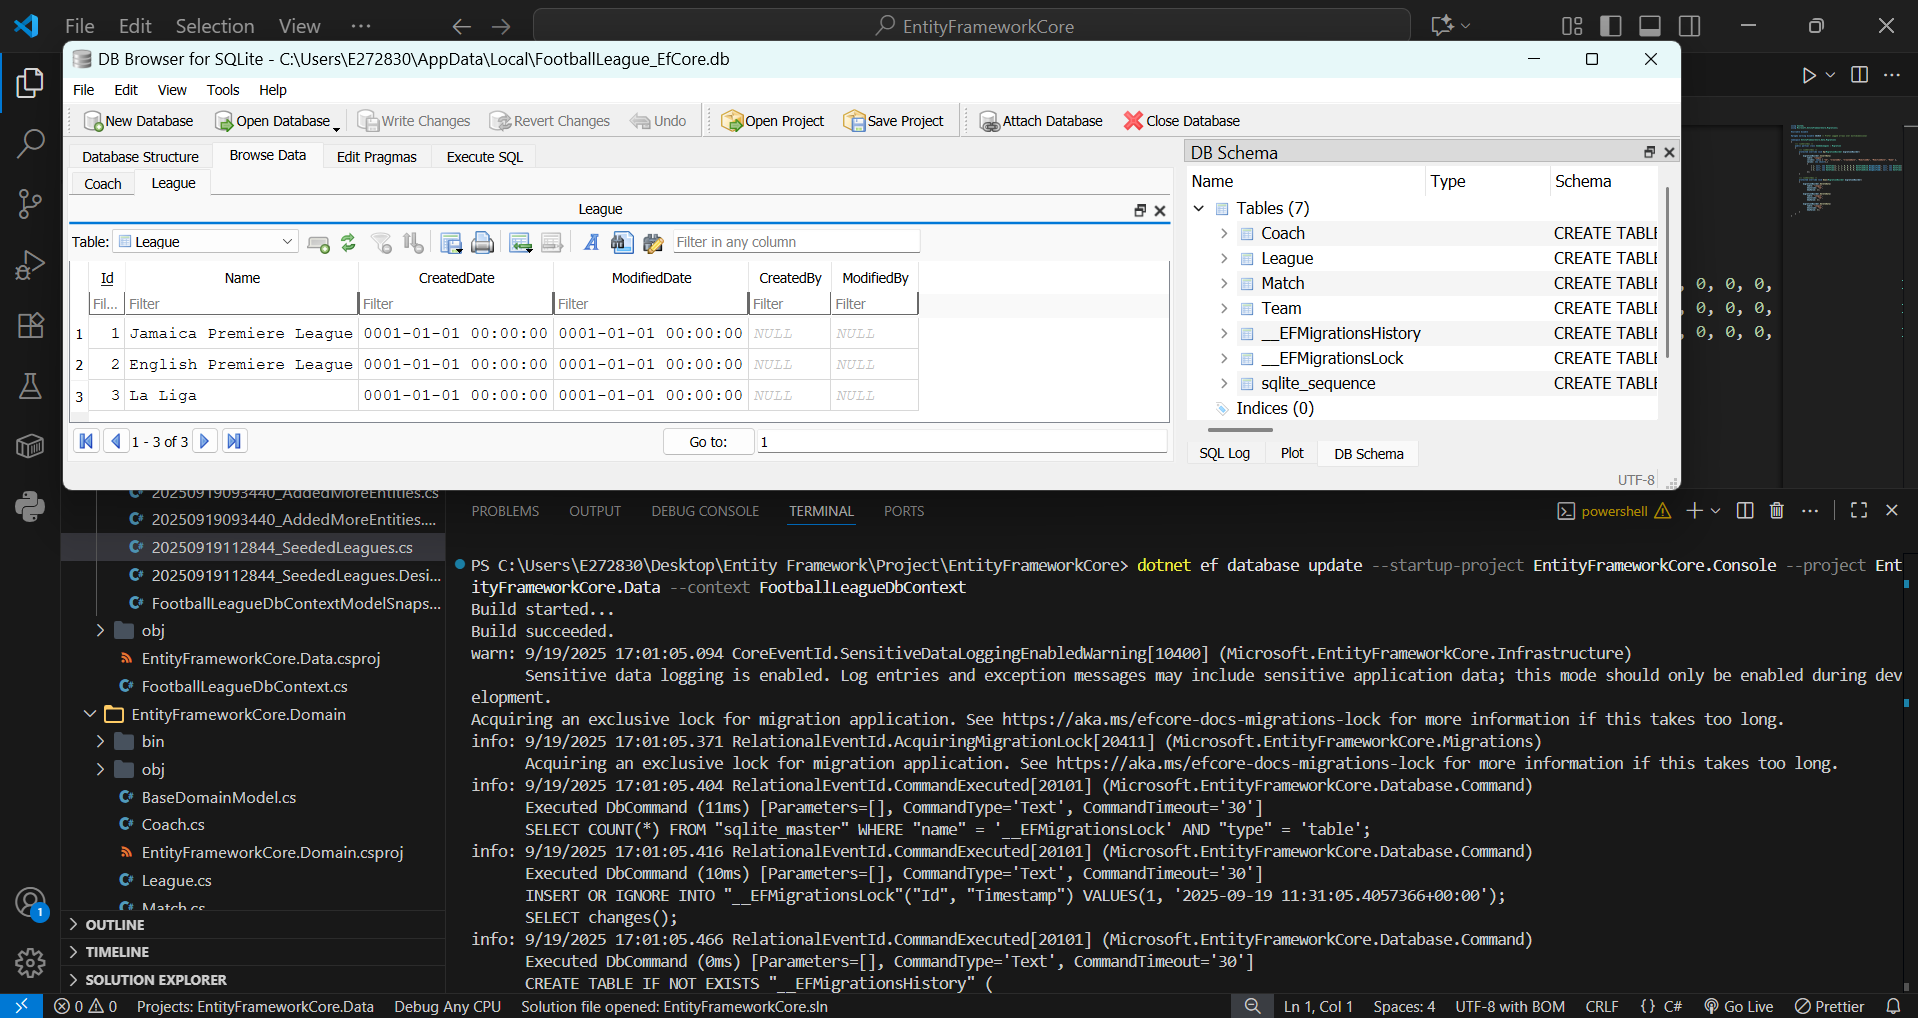 File Edit Selection View ··· EntityFrameworkCore
DB Browser for SQLite - C:\Users\E272830\AppData\Local\FootballLeague_EfCore.db
File Edit View Tools Help
New Database Open Database Write Changes Revert Changes Undo Open Project Save Project Attach Database Close Database
Database Structure Browse Data Edit Pragmas Execute SQL
Coach League
League
Table: League Filter in any column
Id Name CreatedDate ModifiedDate CreatedBy ModifiedBy
Fil... Filter Filter Filter Filter Filter
1 1 Jamaica Premiere League 0001-01-01 00:00:00 0001-01-01 00:00:00 NULL NULL
2 2 English Premiere League 0001-01-01 00:00:00 0001-01-01 00:00:00 NULL NULL
3 3 La Liga 0001-01-01 00:00:00 0001-01-01 00:00:00 NULL NULL
1 - 3 of 3 Go to: 1
DB Schema
Name Type Schema
Tables (7)
Coach CREATE TABLE
League CREATE TABLE
Match CREATE TABLE
Team CREATE TABLE
__EFMigrationsHistory CREATE TABLE
__EFMigrationsLock CREATE TABLE
sqlite_sequence CREATE TABLE
Indices (0)
SQL Log Plot DB Schema
UTF-8
, 0, 0, 0,
, 0, 0, 0,
, 0, 0, 0,
20250919093440_AddedMoreEntities.cs
20250919093440_AddedMoreEntities....
20250919112844_SeededLeagues.cs
20250919112844_SeededLeagues.Desi...
FootballLeagueDbContextModelSnaps...
obj
EntityFrameworkCore.Data.csproj
FootballLeagueDbContext.cs
EntityFrameworkCore.Domain
bin
obj
BaseDomainModel.cs
Coach.cs
EntityFrameworkCore.Domain.csproj
League.cs
Match.cs
OUTLINE
TIMELINE
SOLUTION EXPLORER
1
PROBLEMS OUTPUT DEBUG CONSOLE TERMINAL PORTS powershell
PS C:\Users\E272830\Desktop\Entity Framework\Project\EntityFrameworkCore> dotnet ef database update --startup-project EntityFrameworkCore.Console --project Ent
ityFrameworkCore.Data --context FootballLeagueDbContext
Build started...
Build succeeded.
warn: 9/19/2025 17:01:05.094 CoreEventId.SensitiveDataLoggingEnabledWarning[10400] (Microsoft.EntityFrameworkCore.Infrastructure)
Sensitive data logging is enabled. Log entries and exception messages may include sensitive application data; this mode should only be enabled during dev
elopment.
Acquiring an exclusive lock for migration application. See https://aka.ms/efcore-docs-migrations-lock for more information if this takes too long.
info: 9/19/2025 17:01:05.371 RelationalEventId.AcquiringMigrationLock[20411] (Microsoft.EntityFrameworkCore.Migrations)
Acquiring an exclusive lock for migration application. See https://aka.ms/efcore-docs-migrations-lock for more information if this takes too long.
info: 9/19/2025 17:01:05.404 RelationalEventId.CommandExecuted[20101] (Microsoft.EntityFrameworkCore.Database.Command)
Executed DbCommand (11ms) [Parameters=[], CommandType='Text', CommandTimeout='30']
SELECT COUNT(*) FROM "sqlite_master" WHERE "name" = '__EFMigrationsLock' AND "type" = 'table';
info: 9/19/2025 17:01:05.416 RelationalEventId.CommandExecuted[20101] (Microsoft.EntityFrameworkCore.Database.Command)
Executed DbCommand (10ms) [Parameters=[], CommandType='Text', CommandTimeout='30']
INSERT OR IGNORE INTO "__EFMigrationsLock"("Id", "Timestamp") VALUES(1, '2025-09-19 11:31:05.4057366+00:00');
SELECT changes();
info: 9/19/2025 17:01:05.466 RelationalEventId.CommandExecuted[20101] (Microsoft.EntityFrameworkCore.Database.Command)
Executed DbCommand (0ms) [Parameters=[], CommandType='Text', CommandTimeout='30']
CREATE TABLE IF NOT EXISTS "__EFMigrationsHistory" (
0 0 Projects: EntityFrameworkCore.Data Debug Any CPU Solution file opened: EntityFrameworkCore.sln Ln 1, Col 1 Spaces: 4 UTF-8 with BOM CRLF {} C# Go Live Prettier